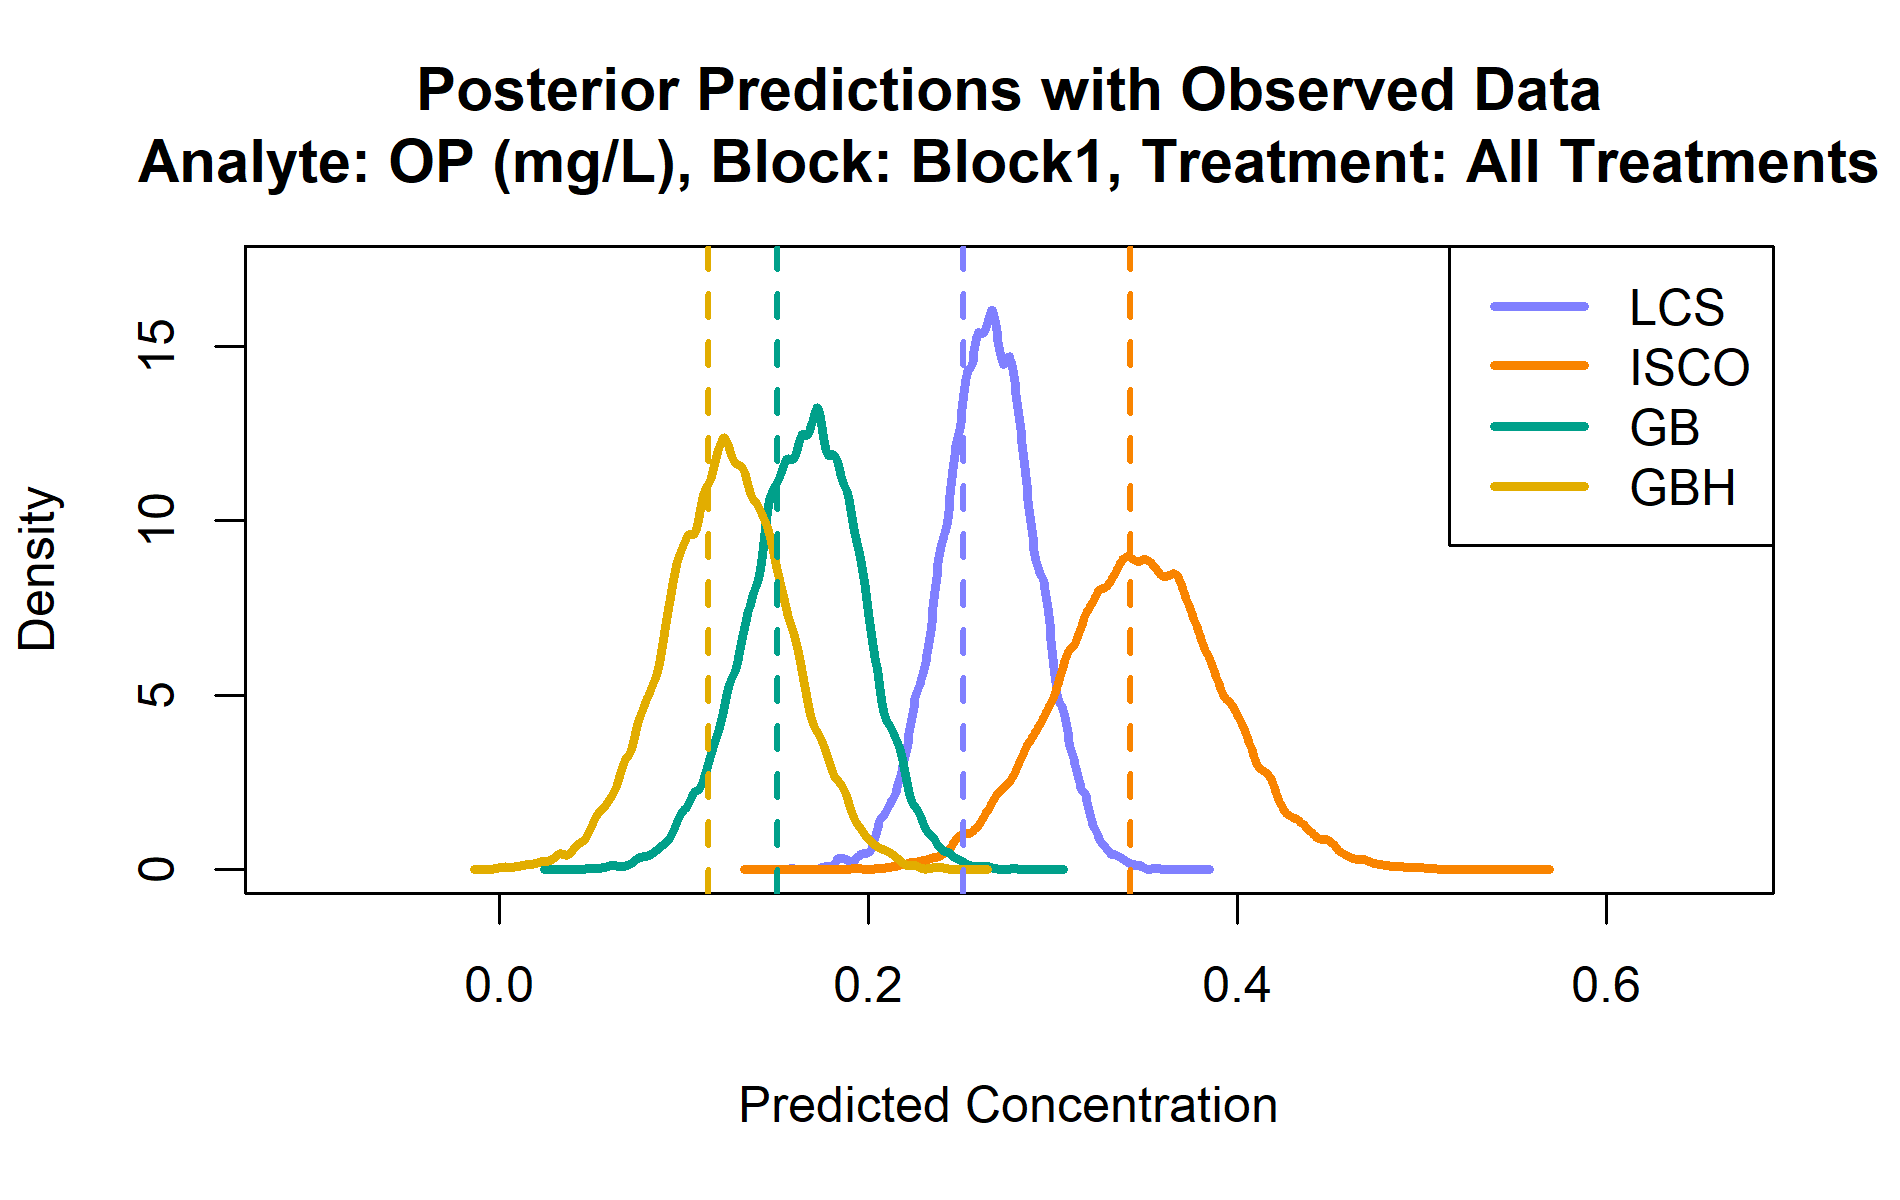 Posterior Predictions with Observed Data
Analyte: OP (mg/L), Block: Block1, Treatment: All Treatments
LCS
ISCO
GB
GBH
Density
0
5
10
15
0.0
0.2
0.4
0.6
Predicted Concentration